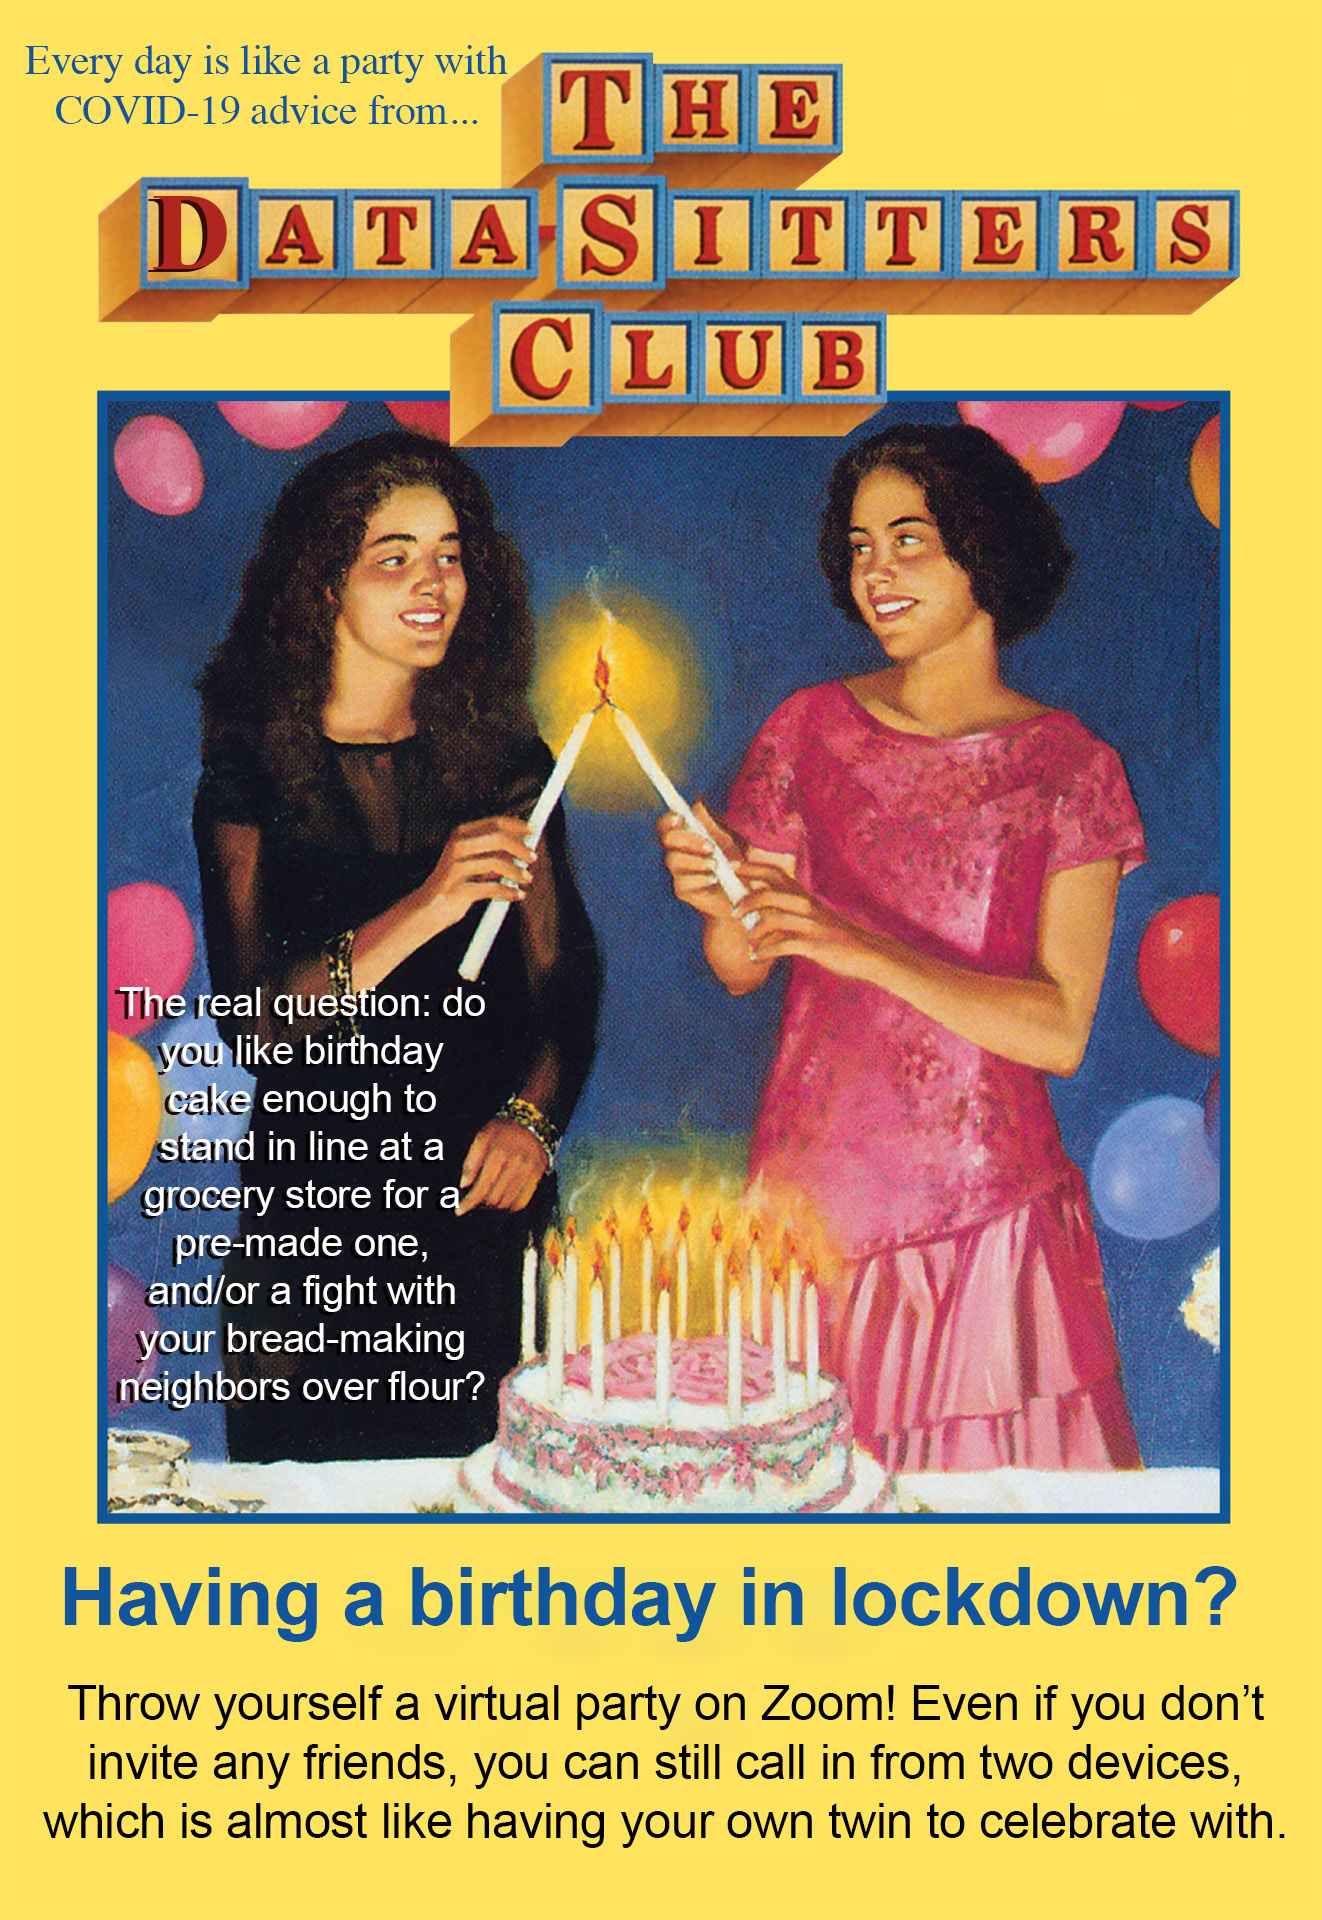 Every day is like a party with
COVID-19 advice from...
THE
DATA SITTERS
CLUB
The real question: do
you like birthday
cake enough to
stand in line at a
grocery store for a
pre-made one,
and/or a fight with
your bread-making
neighbors over flour?
Having a birthday in lockdown?
Throw yourself a virtual party on Zoom! Even if you don’t
invite any friends, you can still call in from two devices,
which is almost like having your own twin to celebrate with.